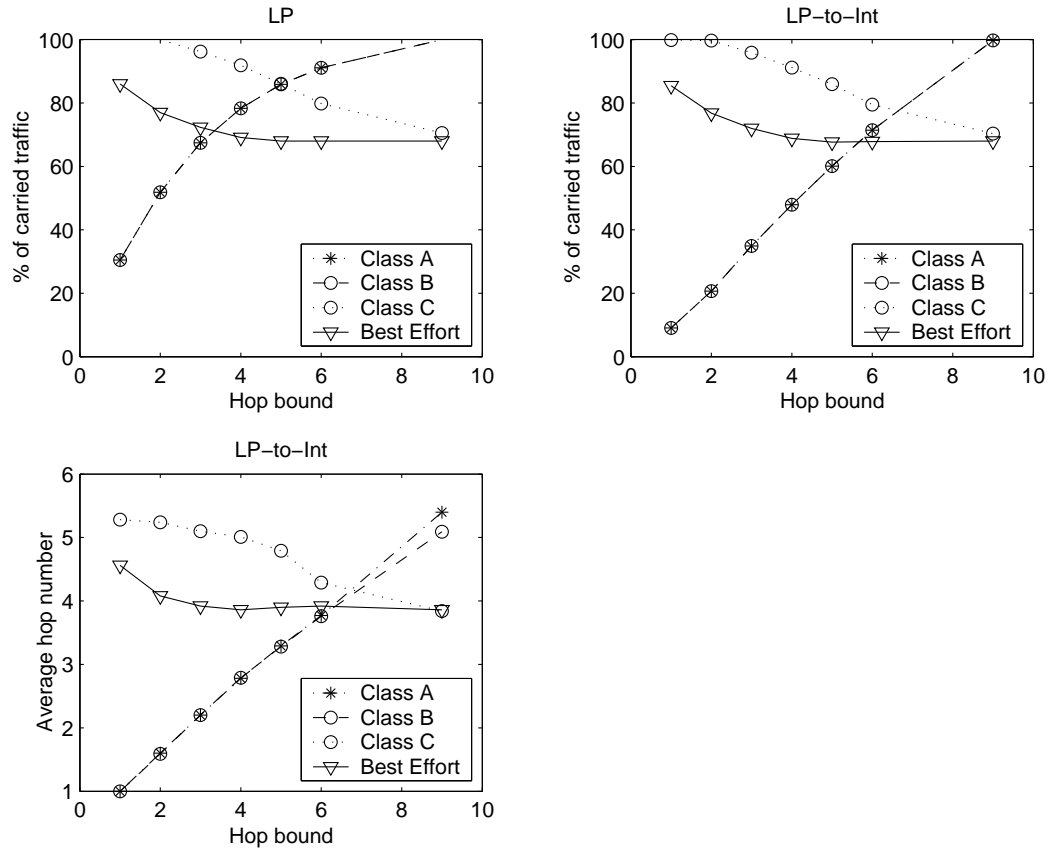 LP
% of carried traffic
100
80
60
40
20
0
Class A
Class B
Class C
Best Effort
0 2 4 6 8 10
Hop bound
LP−to−Int
% of carried traffic
100
80
60
40
20
0
Class A
Class B
Class C
Best Effort
0 2 4 6 8 10
Hop bound
LP−to−Int
Average hop number
6
5
4
3
2
1
Class A
Class B
Class C
Best Effort
0 2 4 6 8 10
Hop bound